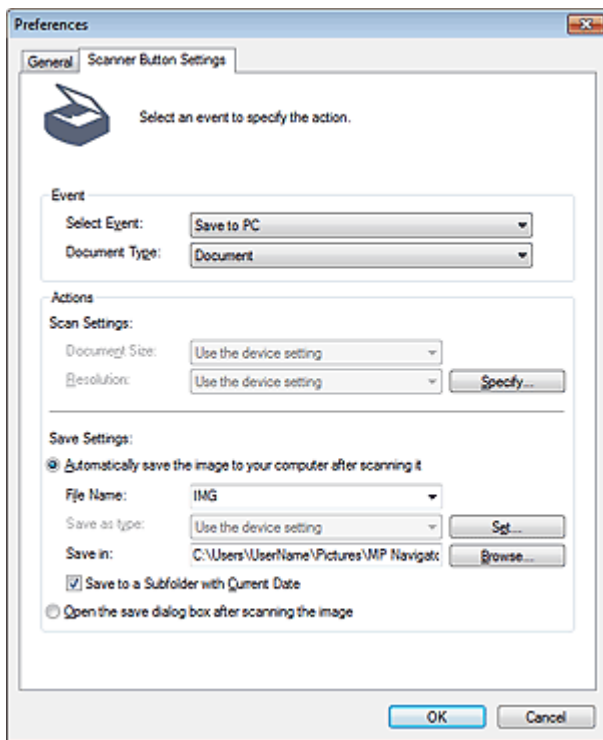 Preferences
General Scanner Button Settings
Select an event to specify the action.
Event
Select Event: Save to PC
Document Type: Document
Actions
Scan Settings:
Document Size: Use the device setting
Resolution: Use the device setting Specify...
Save Settings:
Automatically save the image to your computer after scanning it
File Name: IMG
Save as type: Use the device setting Set...
Save in: C:\Users\UserName\Pictures\MP Navigato Browse...
Save to a Subfolder with Current Date
Open the save dialog box after scanning the image
OK Cancel